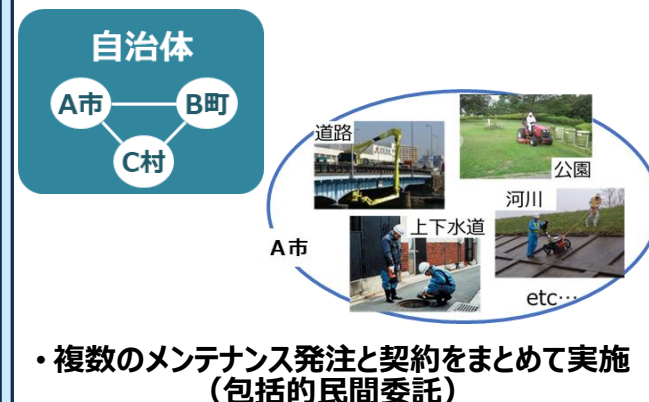 自治体
A市
B町
C村
道路
公園
河川
上下水道
A市
etc…
・複数のメンテナンス発注と契約をまとめて実施
（包括的民間委託）